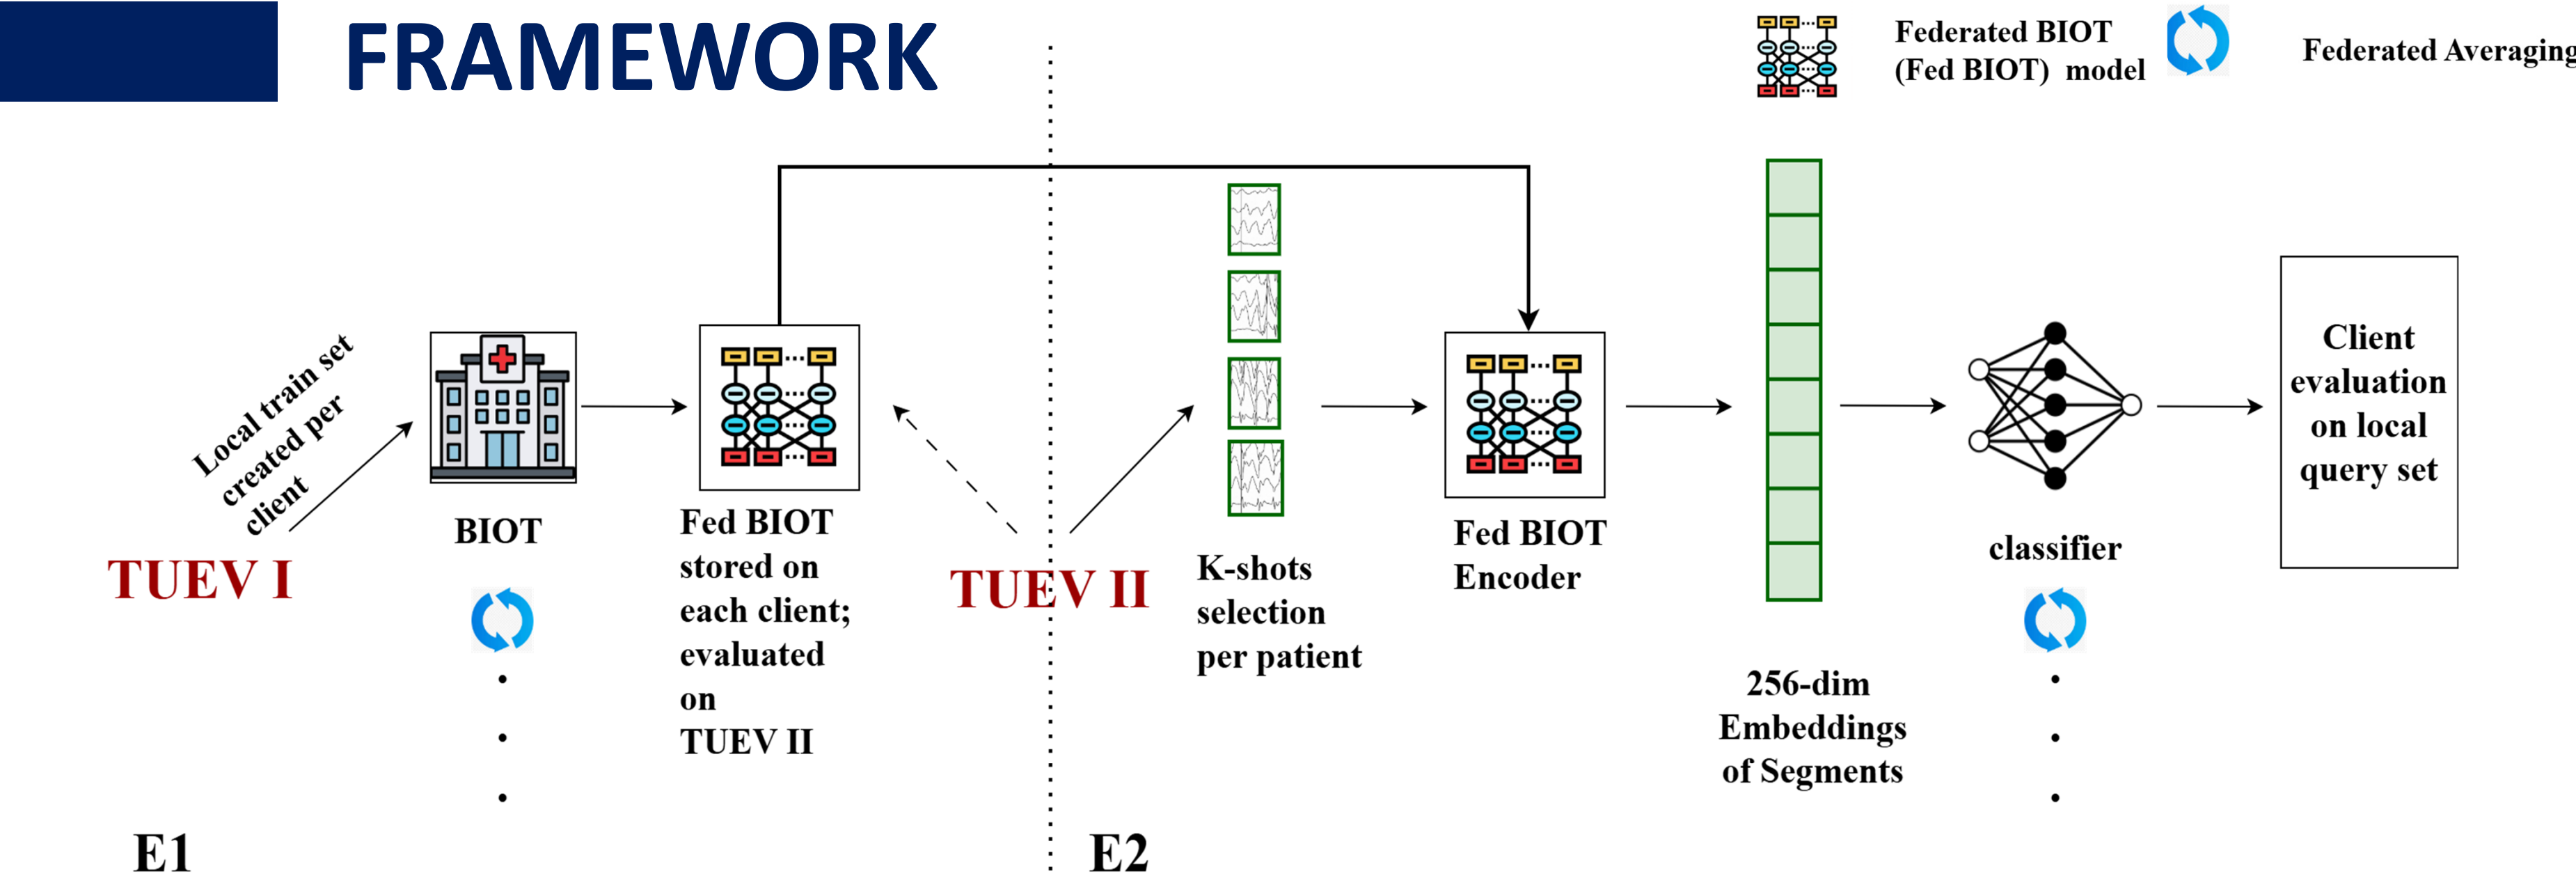 FRAMEWORK
Federated BIOT
(Fed BIOT) model
Federated Averaging
Local train set
created per
client
TUEV I
BIOT
Fed BIOT
stored on
each client;
evaluated
on
TUEV II
E1
TUEV II
K-shots
selection
per patient
Fed BIOT
Encoder
256-dim
Embeddings
of Segments
classifier
Client
evaluation
on local
query set
E2